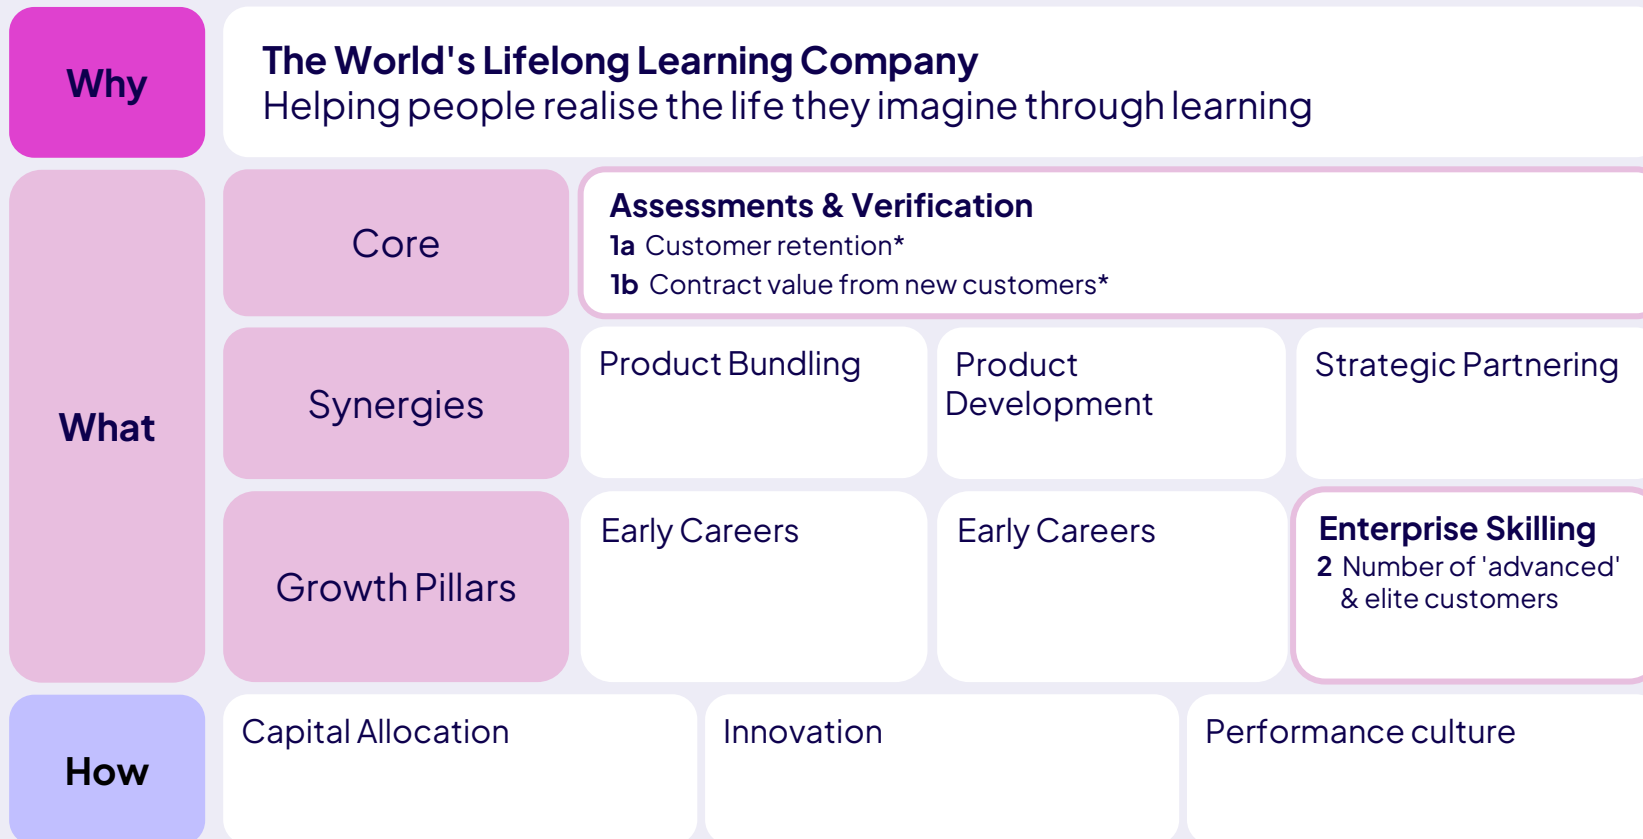 Why
The World's Lifelong Learning Company
Helping people realise the life they imagine through learning
What
Core
Assessments & Verification
1a Customer retention*
1b Contract value from new customers*
Synergies
Product Bundling
Product
Development
Strategic Partnering
Growth Pillars
Early Careers
Early Careers
Enterprise Skilling
2 Number of 'advanced'
& elite customers
How
Capital Allocation
Innovation
Performance culture